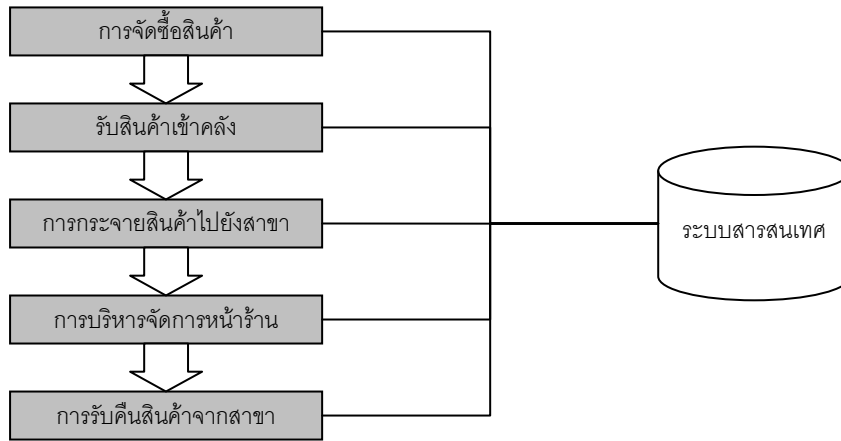 การจัดซื้อสินค้า
รับสินค้าเข้าคลัง
การกระจายสินค้าไปยังสาขา
ระบบสารสนเทศ
การบริหารจัดการหน้าร้าน
การรับคืนสินค้าจากสาขา